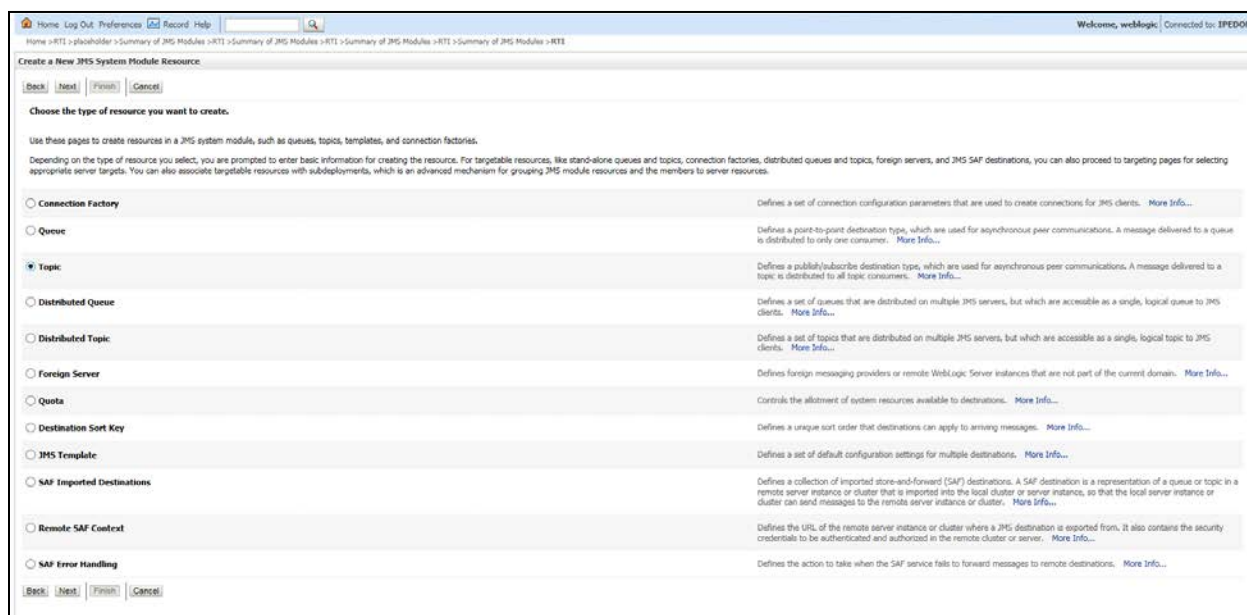 Home Log Out Preferences Record Help
Welcome, weblogic Connected to: IPEDO
Home >RTI >placeholder >Summary of JMS Modules >RTI >Summary of JMS Modules >RTI >Summary of JMS Modules >RTI >Summary of JMS Modules >RTI
Create a New JMS System Module Resource
Back Next Finish Cancel
Choose the type of resource you want to create.
Use these pages to create resources in a JMS system module, such as queues, topics, templates, and connection factories.
Depending on the type of resource you select, you are prompted to enter basic information for creating the resource. For targetable resources, like stand-alone queues and topics, connection factories, distributed queues and topics, foreign servers, and JMS SAF destinations, you can also proceed to targeting pages for selecting
appropriate server targets. You can also associate targetable resources with subdeployments, which is an advanced mechanism for grouping JMS module resources and the members to server resources.
Connection Factory
Defines a set of connection configuration parameters that are used to create connections for JMS clients. More Info...
Queue
Defines a point-to-point destination type, which are used for asynchronous peer communications. A message delivered to a queue
is distributed to only one consumer. More Info...
Topic
Defines a publish/subscribe destination type, which are used for asynchronous peer communications. A message delivered to a
topic is distributed to all topic consumers. More Info...
Distributed Queue
Defines a set of queues that are distributed on multiple JMS servers, but which are accessible as a single, logical queue to JMS
clients. More Info...
Distributed Topic
Defines a set of topics that are distributed on multiple JMS servers, but which are accessible as a single, logical topic to JMS
clients. More Info...
Foreign Server
Defines foreign messaging providers or remote WebLogic Server instances that are not part of the current domain. More Info...
Quota
Controls the allotment of system resources available to destinations. More Info...
Destination Sort Key
Defines a unique sort order that destinations can apply to arriving messages. More Info...
JMS Template
Defines a set of default configuration settings for multiple destinations. More Info...
SAF Imported Destinations
Defines a collection of imported store-and-forward (SAF) destinations. A SAF destination is a representation of a queue or topic in a
remote server instance or cluster that is imported into the local cluster or server instance, so that the local server instance or
cluster can send messages to the remote server instance or cluster. More Info...
Remote SAF Context
Defines the URL of the remote server instance or cluster where a JMS destination is exported from. It also contains the security
credentials to be authenticated and authorized in the remote cluster or server. More Info...
SAF Error Handling
Defines the action to take when the SAF service fails to forward messages to remote destinations. More Info...
Back Next Finish Cancel